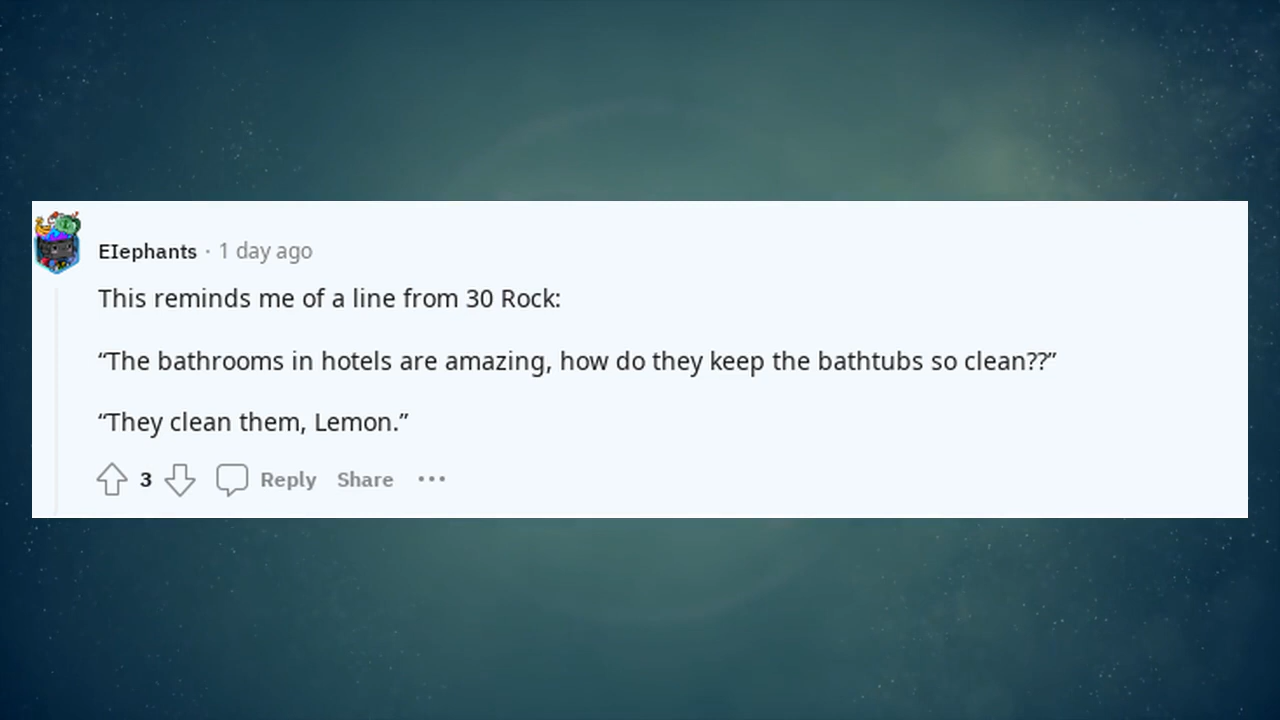 EIephants · 1 day ago
This reminds me of a line from 30 Rock:
“The bathrooms in hotels are amazing, how do they keep the bathtubs so clean??”
“They clean them, Lemon.”
3 Reply Share ···